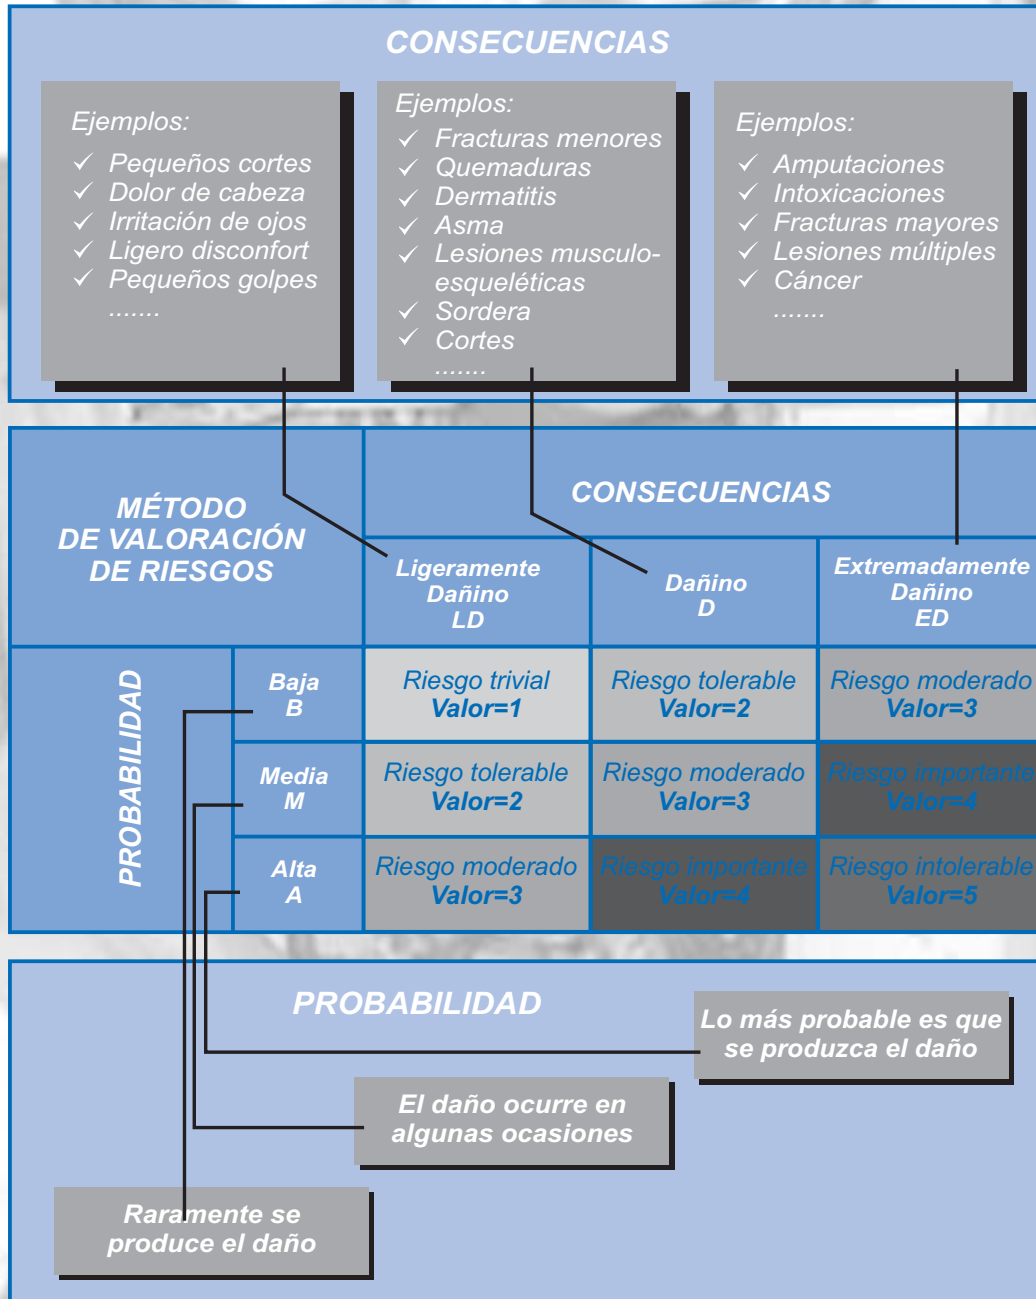 CONSECUENCIAS
Ejemplos:
✓ Pequeños cortes
✓ Dolor de cabeza
✓ Irritación de ojos
✓ Ligero disconfort
✓ Pequeños golpes
.......
Ejemplos:
✓ Fracturas menores
✓ Quemaduras
✓ Dermatitis
✓ Asma
✓ Lesiones musculo-
esqueléticas
✓ Sordera
✓ Cortes
.......
Ejemplos:
✓ Amputaciones
✓ Intoxicaciones
✓ Fracturas mayores
✓ Lesiones múltiples
✓ Cáncer
.......
MÉTODO
DE VALORACIÓN
DE RIESGOS
CONSECUENCIAS
Ligeramente
Dañino
LD
Dañino
D
Extremadamente
Dañino
ED
PROBABILIDAD
Baja
B
Riesgo trivial
Valor=1
Riesgo tolerable
Valor=2
Riesgo moderado
Valor=3
Media
M
Riesgo tolerable
Valor=2
Riesgo moderado
Valor=3
Riesgo importante
Valor=4
Alta
A
Riesgo moderado
Valor=3
Riesgo importante
Valor=4
Riesgo intolerable
Valor=5
PROBABILIDAD
Lo más probable es que
se produzca el daño
El daño ocurre en
algunas ocasiones
Raramente se
produce el daño